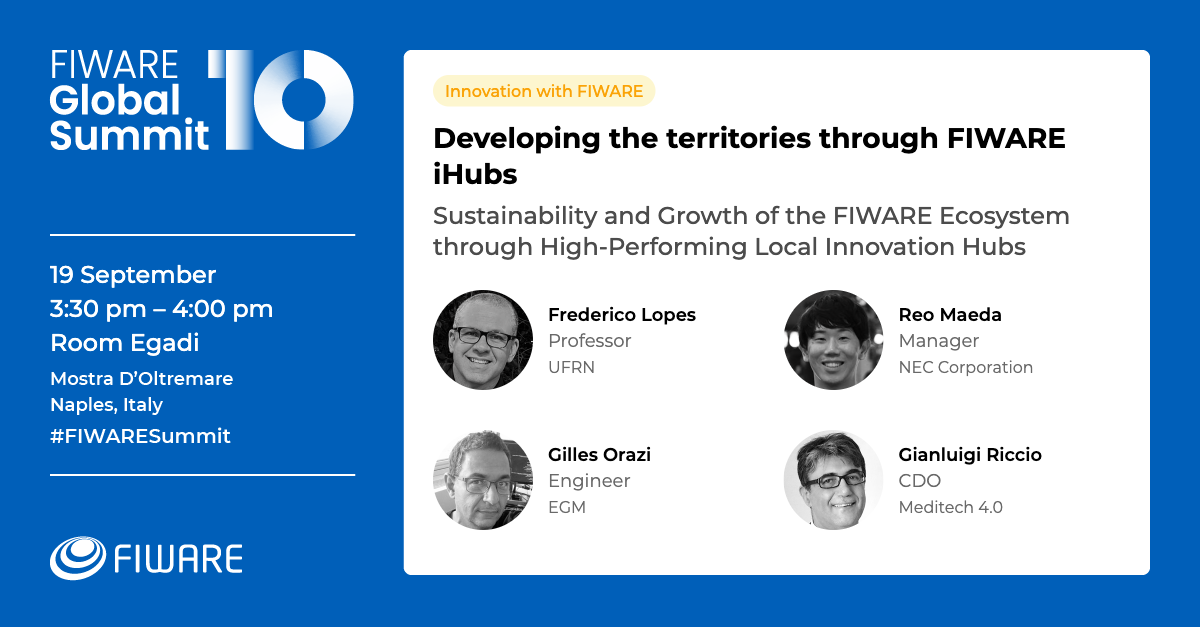 FIWARE
Global
Summit
10
19 September
3:30 pm – 4:00 pm
Room Egadi
Mostra D’Oltremare
Naples, Italy
#FIWARESummit
FIWARE
Innovation with FIWARE
Developing the territories through FIWARE
iHubs
Sustainability and Growth of the FIWARE Ecosystem
through High-Performing Local Innovation Hubs
Frederico Lopes
Professor
UFRN
Reo Maeda
Manager
NEC Corporation
Gilles Orazi
Engineer
EGM
Gianluigi Riccio
CDO
Meditech 4.0